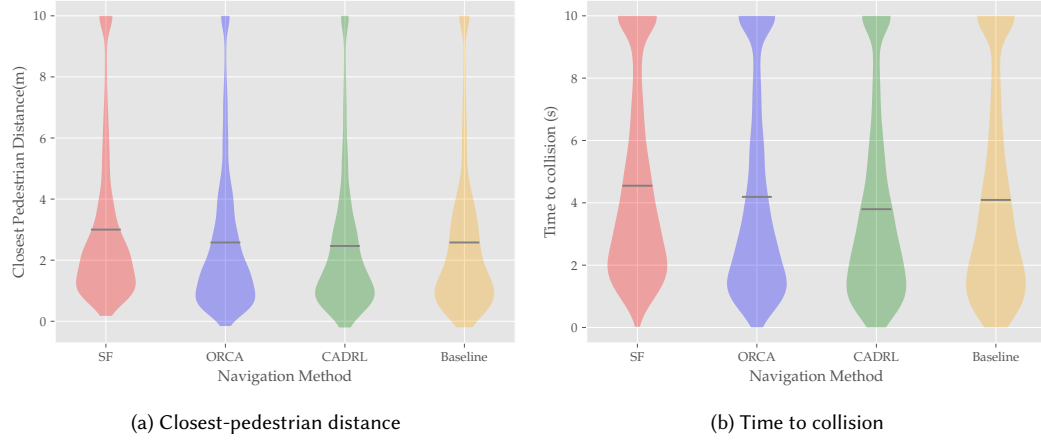 10
8
6
4
2
0
Closest Pedestrian Distance(m)
SF
ORCA
CADRL
Baseline
Navigation Method
(a) Closest-pedestrian distance
10
8
6
4
2
0
Time to collision (s)
SF
ORCA
CADRL
Baseline
Navigation Method
(b) Time to collision